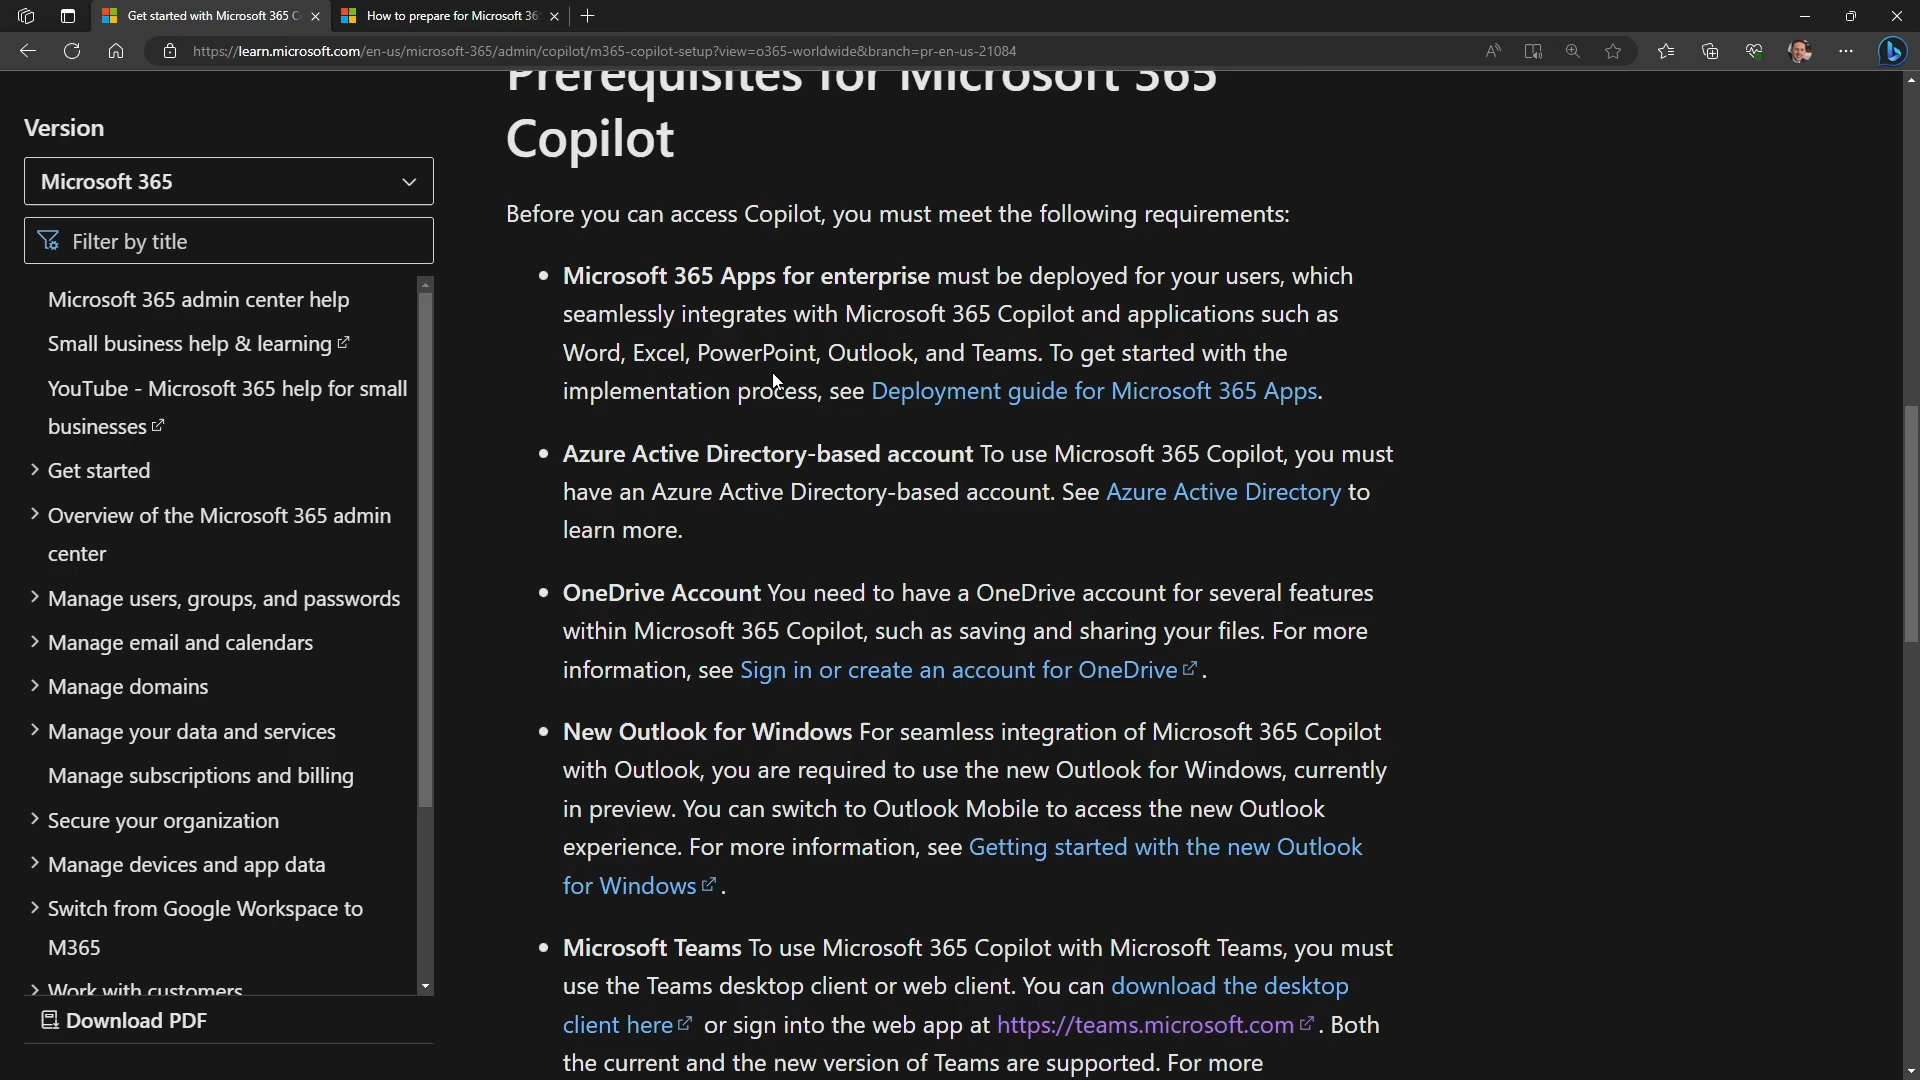 Get started with Microsoft 365 C
How to prepare for Microsoft 36
https://learn.microsoft.com/en-us/microsoft-365/admin/copilot/m365-copilot-setup?view=o365-worldwide&branch=pr-en-us-21084
Version
Microsoft 365
Filter by title
Microsoft 365 admin center help
Small business help & learning
YouTube - Microsoft 365 help for small
businesses
Get started
Overview of the Microsoft 365 admin
center
Manage users, groups, and passwords
Manage email and calendars
Manage domains
Manage your data and services
Manage subscriptions and billing
Secure your organization
Manage devices and app data
Switch from Google Workspace to
M365
Work with customers
Download PDF
Prerequisites for Microsoft 365
Copilot
Before you can access Copilot, you must meet the following requirements:
• Microsoft 365 Apps for enterprise must be deployed for your users, which
seamlessly integrates with Microsoft 365 Copilot and applications such as
Word, Excel, PowerPoint, Outlook, and Teams. To get started with the
implementation process, see Deployment guide for Microsoft 365 Apps.
• Azure Active Directory-based account To use Microsoft 365 Copilot, you must
have an Azure Active Directory-based account. See Azure Active Directory to
learn more.
• OneDrive Account You need to have a OneDrive account for several features
within Microsoft 365 Copilot, such as saving and sharing your files. For more
information, see Sign in or create an account for OneDrive.
• New Outlook for Windows For seamless integration of Microsoft 365 Copilot
with Outlook, you are required to use the new Outlook for Windows, currently
in preview. You can switch to Outlook Mobile to access the new Outlook
experience. For more information, see Getting started with the new Outlook
for Windows.
• Microsoft Teams To use Microsoft 365 Copilot with Microsoft Teams, you must
use the Teams desktop client or web client. You can download the desktop
client here or sign into the web app at https://teams.microsoft.com. Both
the current and the new version of Teams are supported. For more